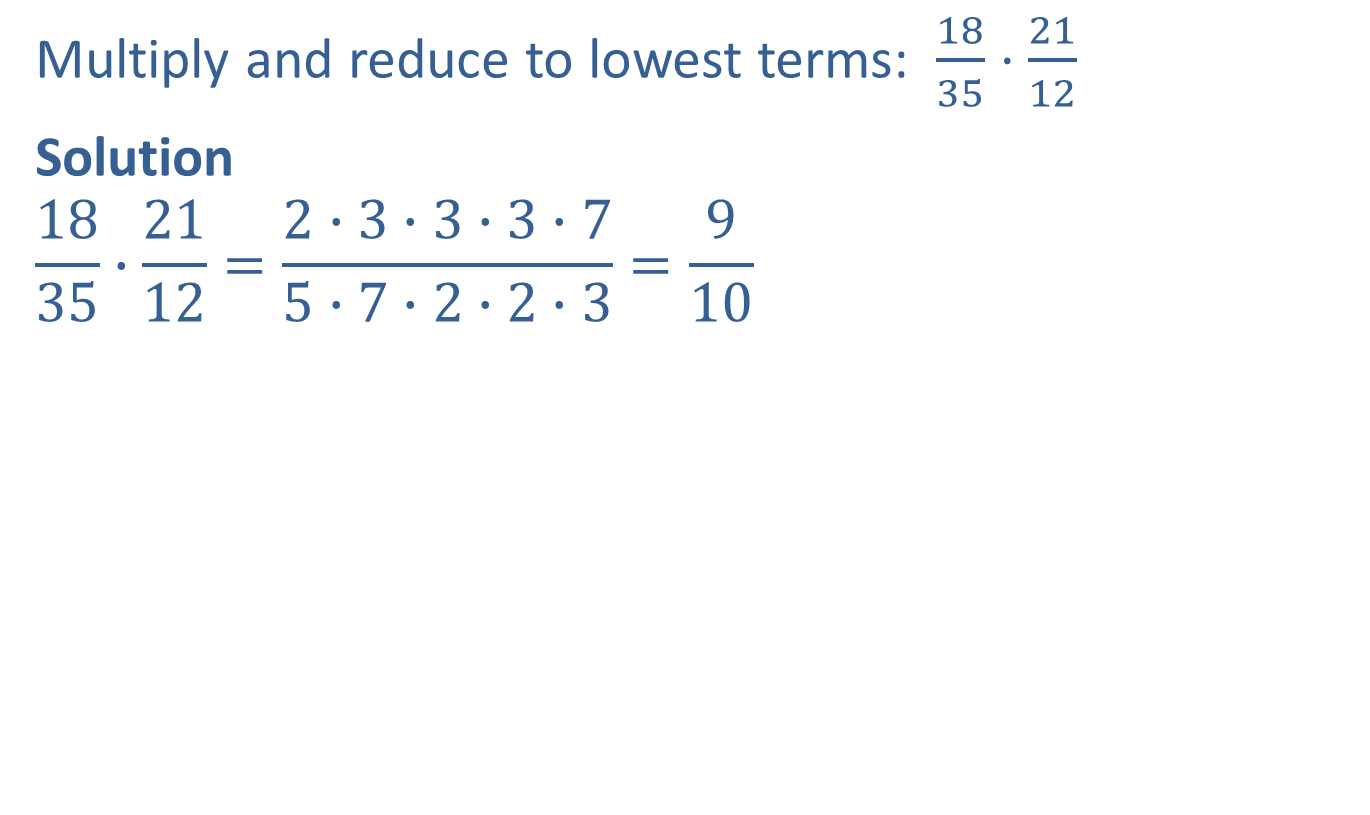 Multiply and reduce to lowest terms: 18/35 · 21/12
Solution
18/35 · 21/12 = 2 · 3 · 3 · 3 · 7/5 · 7 · 2 · 2 · 3 = 9/10